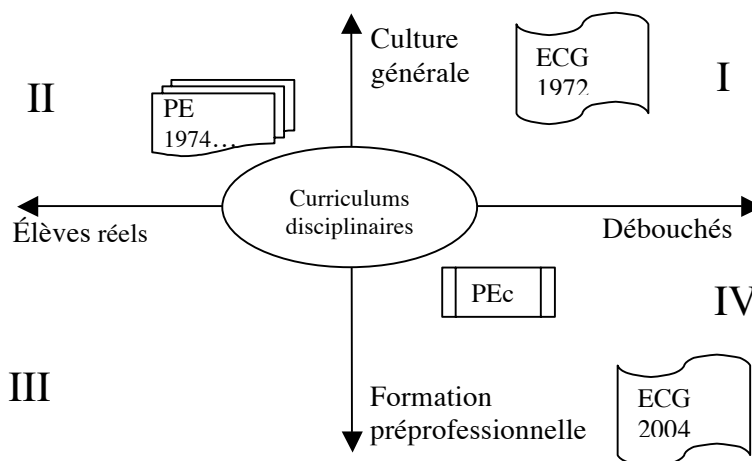 Culture
générale
ECG
1972
I
II
PE
1974…
Curriculums
disciplinaires
Élèves réels
Débouchés
PEc
IV
III
Formation
préprofessionnelle
ECG
2004